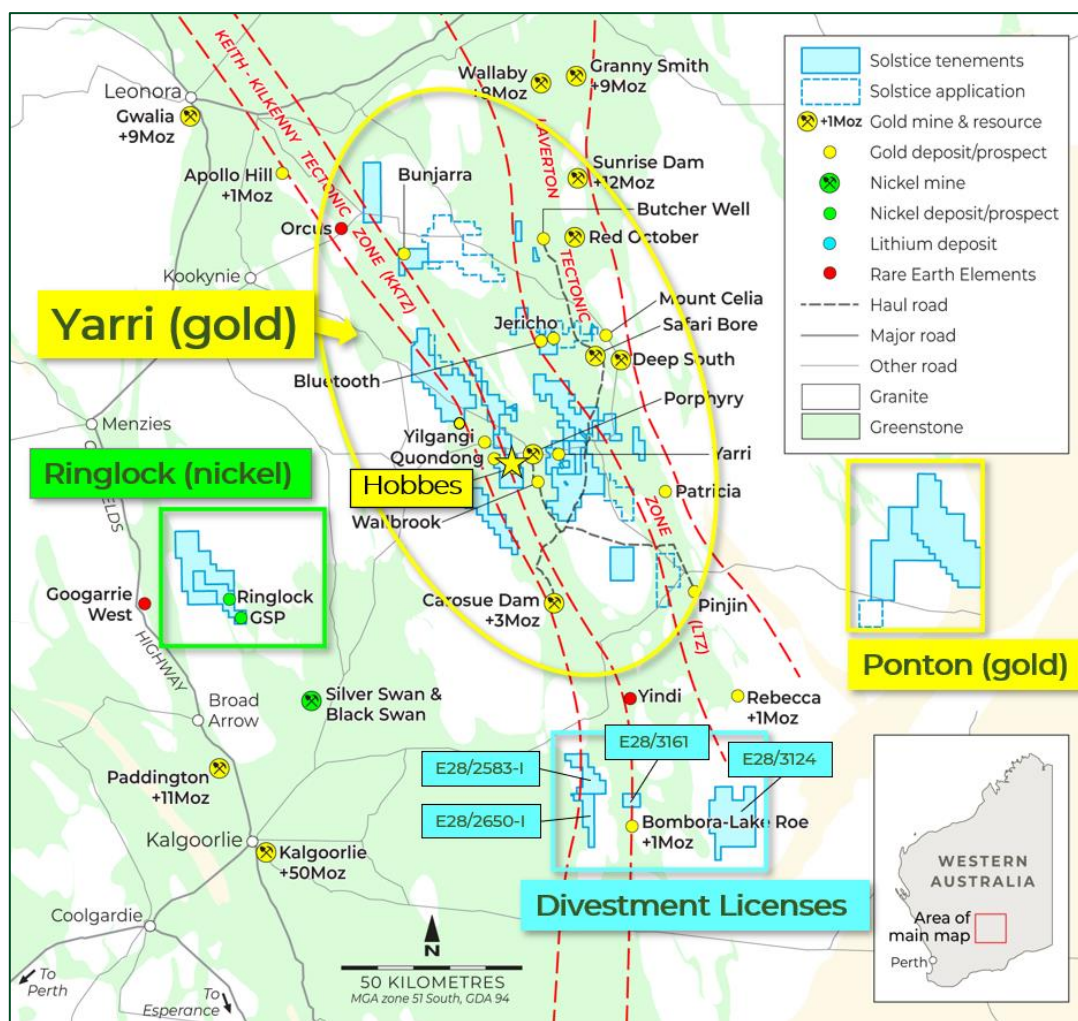 KEITH - KILKENNY TECTONIC ZONE (KKTZ)
LAVERTON TECTONIC ZONE (LTZ)
Wallaby
+8Moz
Granny Smith
+9Moz
Leonora
Gwalia
+9Moz
Apollo Hill
+1Moz
Bunjarra
Sunrise Dam
+12Moz
Butcher Well
Orcus
Red October
Kookynie
Yarri (gold)
Mount Celia
Jericho
Safari Bore
Deep South
Bluetooth
Porphyry
Menzies
Yilgangi
Quondong
Yarri
Ringlock (nickel)
Hobbes
Patricia
Wallbrook
Googarrie
West
Ringlock
GSP
Carosue Dam
+3Moz
Pinjin
Ponton (gold)
HIGHWAY
Broad
Arrow
Silver Swan &
Black Swan
Yindi
Rebecca
+1Moz
E28/3161
E28/2583-I
E28/3124
Paddington
+11Moz
E28/2650-I
Bombora-Lake Roe
+1Moz
Kalgoorlie
Kalgoorlie
+50Moz
Divestment Licenses
Coolgardie
N
50 KILOMETRES
MGA zone 51 South, GDA 94
To
Perth
To
Esperance
Solstice tenements
Solstice application
+1Moz Gold mine & resource
Gold deposit/prospect
Nickel mine
Nickel deposit/prospect
Lithium deposit
Rare Earth Elements
Haul road
Major road
Other road
Granite
Greenstone
WESTERN
AUSTRALIA
Area of
main map
Perth